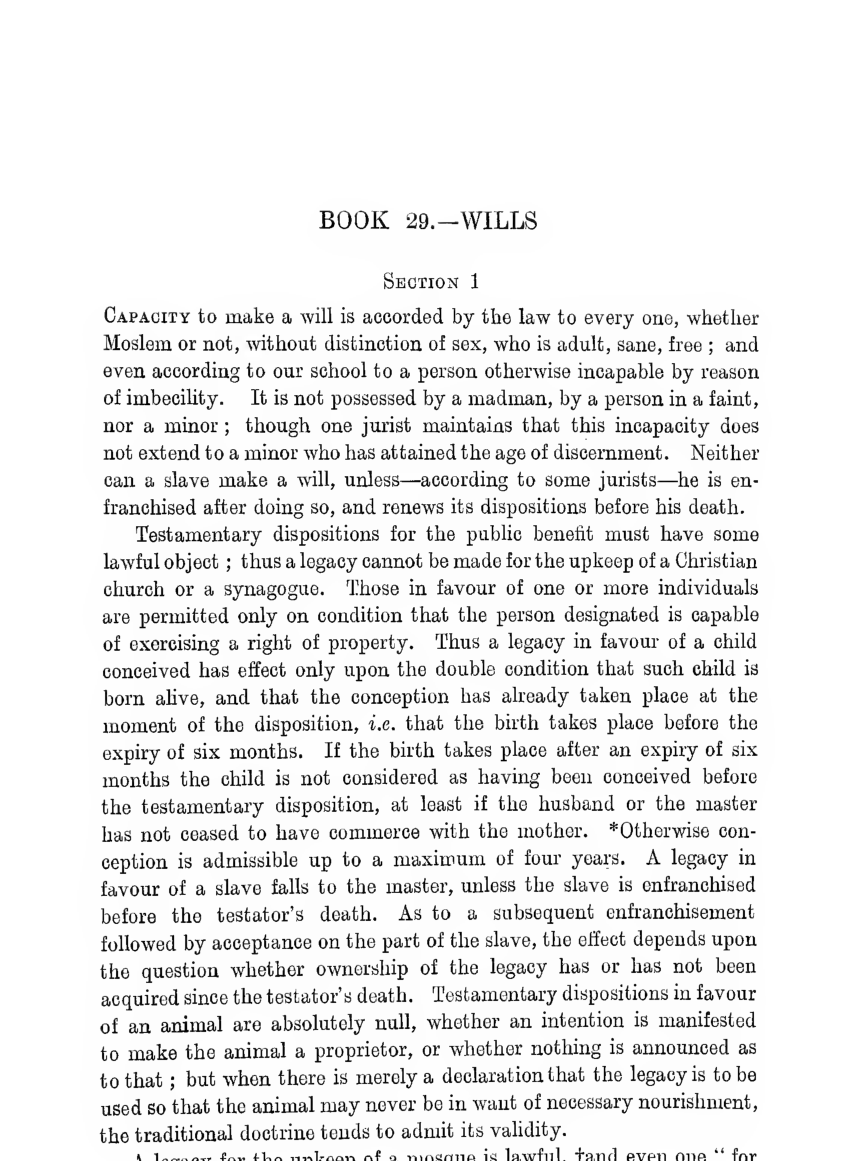 BOOK 29.—WILLS
SECTION 1
CAPACITY to make a will is accorded by the law to every one, whether
Moslem or not, without distinction of sex, who is adult, sane, free ; and
even according to our school to a person otherwise incapable by reason
of imbecility. It is not possessed by a madman, by a person in a faint,
nor a minor ; though one jurist maintains that this incapacity does
not extend to a minor who has attained the age of discernment. Neither
can a slave make a will, unless—according to some jurists—he is en-
franchised after doing so, and renews its dispositions before his death.
Testamentary dispositions for the public benefit must have some
lawful object ; thus a legacy cannot be made for the upkeep of a Christian
church or a synagogue. Those in favour of one or more individuals
are permitted only on condition that the person designated is capable
of exercising a right of property. Thus a legacy in favour of a child
conceived has effect only upon the double condition that such child is
born alive, and that the conception has already taken place at the
moment of the disposition, i.e. that the birth takes place before the
expiry of six months. If the birth takes place after an expiry of six
months the child is not considered as having been conceived before
the testamentary disposition, at least if the husband or the master
has not ceased to have commerce with the mother. *Otherwise con-
ception is admissible up to a maximum of four years. A legacy in
favour of a slave falls to the master, unless the slave is enfranchised
before the testator's death. As to a subsequent enfranchisement
followed by acceptance on the part of the slave, the effect depends upon
the question whether ownership of the legacy has or has not been
acquired since the testator's death. Testamentary dispositions in favour
of an animal are absolutely null, whether an intention is manifested
to make the animal a proprietor, or whether nothing is announced as
to that ; but when there is merely a declaration that the legacy is to be
used so that the animal may never be in want of necessary nourishment,
the traditional doctrine tends to admit its validity.
A legacy for the upkeep of a mosque is lawful, †and even one “ for